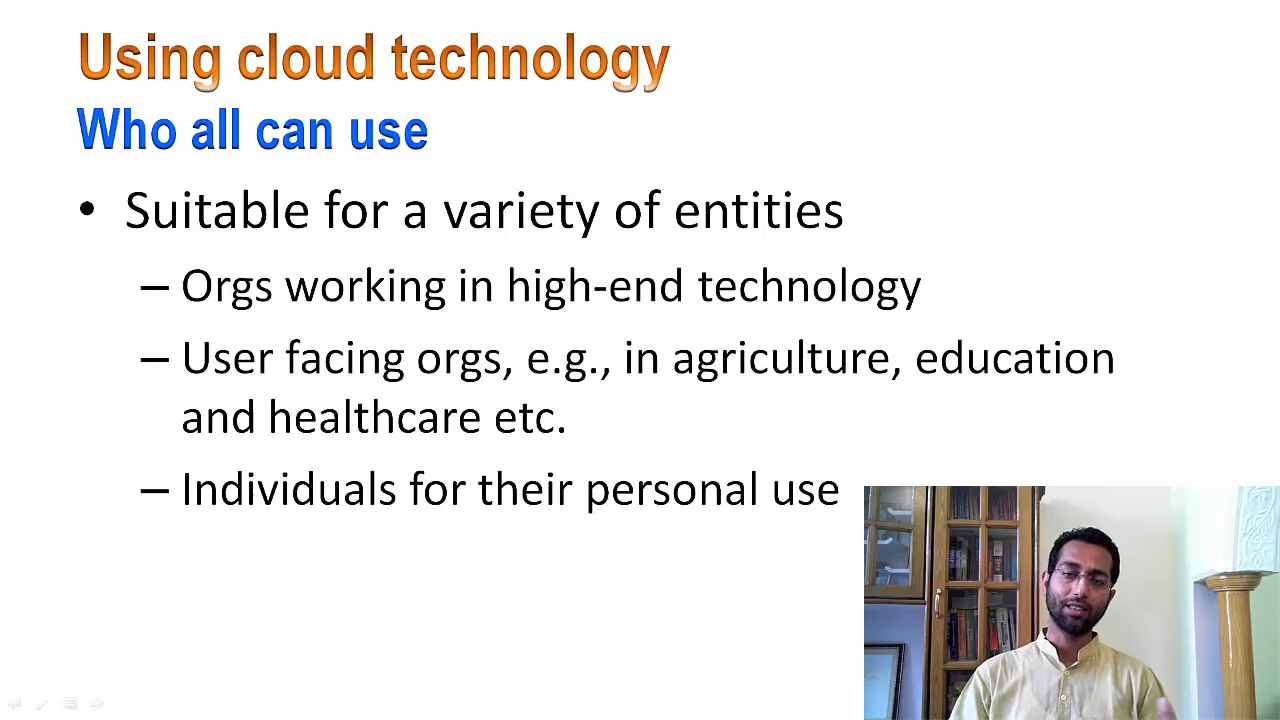 Using cloud technology
Who all can use
• Suitable for a variety of entities
– Orgs working in high-end technology
– User facing orgs, e.g., in agriculture, education
and healthcare etc.
– Individuals for their personal use